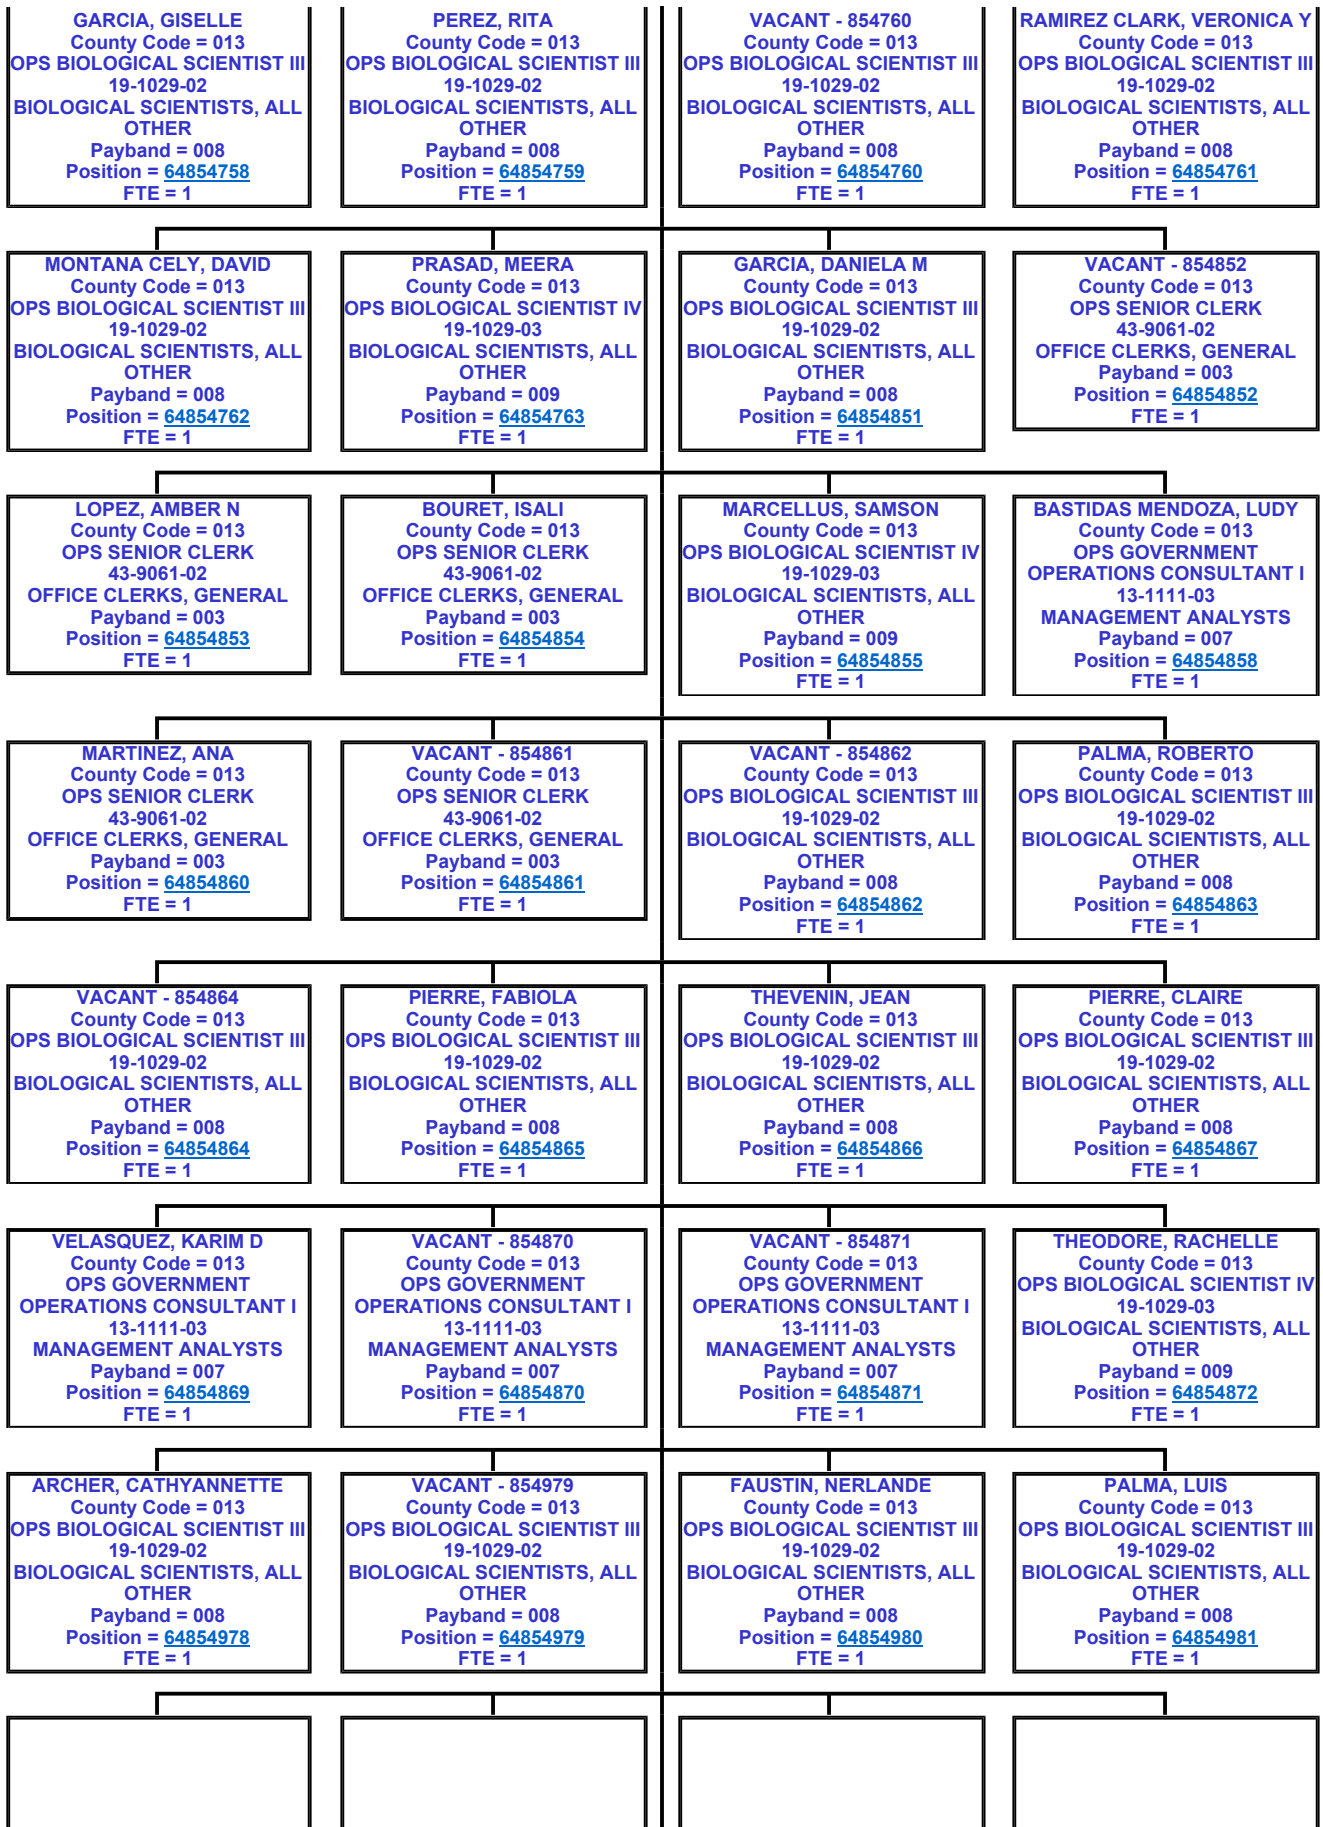 GARCIA, GISELLE
County Code = 013
OPS BIOLOGICAL SCIENTIST III
19-1029-02
BIOLOGICAL SCIENTISTS, ALL
OTHER
Payband = 008
Position = 64854758
FTE = 1
PEREZ, RITA
County Code = 013
OPS BIOLOGICAL SCIENTIST III
19-1029-02
BIOLOGICAL SCIENTISTS, ALL
OTHER
Payband = 008
Position = 64854759
FTE = 1
VACANT - 854760
County Code = 013
OPS BIOLOGICAL SCIENTIST III
19-1029-02
BIOLOGICAL SCIENTISTS, ALL
OTHER
Payband = 008
Position = 64854760
FTE = 1
RAMIREZ CLARK, VERONICA Y
County Code = 013
OPS BIOLOGICAL SCIENTIST III
19-1029-02
BIOLOGICAL SCIENTISTS, ALL
OTHER
Payband = 008
Position = 64854761
FTE = 1
MONTANA CELY, DAVID
County Code = 013
OPS BIOLOGICAL SCIENTIST III
19-1029-02
BIOLOGICAL SCIENTISTS, ALL
OTHER
Payband = 008
Position = 64854762
FTE = 1
PRASAD, MEERA
County Code = 013
OPS BIOLOGICAL SCIENTIST IV
19-1029-03
BIOLOGICAL SCIENTISTS, ALL
OTHER
Payband = 009
Position = 64854763
FTE = 1
GARCIA, DANIELA M
County Code = 013
OPS BIOLOGICAL SCIENTIST III
19-1029-02
BIOLOGICAL SCIENTISTS, ALL
OTHER
Payband = 008
Position = 64854851
FTE = 1
VACANT - 854852
County Code = 013
OPS SENIOR CLERK
43-9061-02
OFFICE CLERKS, GENERAL
Payband = 003
Position = 64854852
FTE = 1
LOPEZ, AMBER N
County Code = 013
OPS SENIOR CLERK
43-9061-02
OFFICE CLERKS, GENERAL
Payband = 003
Position = 64854853
FTE = 1
BOURET, ISALI
County Code = 013
OPS SENIOR CLERK
43-9061-02
OFFICE CLERKS, GENERAL
Payband = 003
Position = 64854854
FTE = 1
MARCELLUS, SAMSON
County Code = 013
OPS BIOLOGICAL SCIENTIST IV
19-1029-03
BIOLOGICAL SCIENTISTS, ALL
OTHER
Payband = 009
Position = 64854855
FTE = 1
BASTIDAS MENDOZA, LUDY
County Code = 013
OPS GOVERNMENT
OPERATIONS CONSULTANT I
13-1111-03
MANAGEMENT ANALYSTS
Payband = 007
Position = 64854858
FTE = 1
MARTINEZ, ANA
County Code = 013
OPS SENIOR CLERK
43-9061-02
OFFICE CLERKS, GENERAL
Payband = 003
Position = 64854860
FTE = 1
VACANT - 854861
County Code = 013
OPS SENIOR CLERK
43-9061-02
OFFICE CLERKS, GENERAL
Payband = 003
Position = 64854861
FTE = 1
VACANT - 854862
County Code = 013
OPS BIOLOGICAL SCIENTIST III
19-1029-02
BIOLOGICAL SCIENTISTS, ALL
OTHER
Payband = 008
Position = 64854862
FTE = 1
PALMA, ROBERTO
County Code = 013
OPS BIOLOGICAL SCIENTIST III
19-1029-02
BIOLOGICAL SCIENTISTS, ALL
OTHER
Payband = 008
Position = 64854863
FTE = 1
VACANT - 854864
County Code = 013
OPS BIOLOGICAL SCIENTIST III
19-1029-02
BIOLOGICAL SCIENTISTS, ALL
OTHER
Payband = 008
Position = 64854864
FTE = 1
PIERRE, FABIOLA
County Code = 013
OPS BIOLOGICAL SCIENTIST III
19-1029-02
BIOLOGICAL SCIENTISTS, ALL
OTHER
Payband = 008
Position = 64854865
FTE = 1
THEVENIN, JEAN
County Code = 013
OPS BIOLOGICAL SCIENTIST III
19-1029-02
BIOLOGICAL SCIENTISTS, ALL
OTHER
Payband = 008
Position = 64854866
FTE = 1
PIERRE, CLAIRE
County Code = 013
OPS BIOLOGICAL SCIENTIST III
19-1029-02
BIOLOGICAL SCIENTISTS, ALL
OTHER
Payband = 008
Position = 64854867
FTE = 1
VELASQUEZ, KARIM D
County Code = 013
OPS GOVERNMENT
OPERATIONS CONSULTANT I
13-1111-03
MANAGEMENT ANALYSTS
Payband = 007
Position = 64854869
FTE = 1
VACANT - 854870
County Code = 013
OPS GOVERNMENT
OPERATIONS CONSULTANT I
13-1111-03
MANAGEMENT ANALYSTS
Payband = 007
Position = 64854870
FTE = 1
VACANT - 854871
County Code = 013
OPS GOVERNMENT
OPERATIONS CONSULTANT I
13-1111-03
MANAGEMENT ANALYSTS
Payband = 007
Position = 64854871
FTE = 1
THEODORE, RACHELLE
County Code = 013
OPS BIOLOGICAL SCIENTIST IV
19-1029-03
BIOLOGICAL SCIENTISTS, ALL
OTHER
Payband = 009
Position = 64854872
FTE = 1
ARCHER, CATHYANNETTE
County Code = 013
OPS BIOLOGICAL SCIENTIST III
19-1029-02
BIOLOGICAL SCIENTISTS, ALL
OTHER
Payband = 008
Position = 64854978
FTE = 1
VACANT - 854979
County Code = 013
OPS BIOLOGICAL SCIENTIST III
19-1029-02
BIOLOGICAL SCIENTISTS, ALL
OTHER
Payband = 008
Position = 64854979
FTE = 1
FAUSTIN, NERLANDE
County Code = 013
OPS BIOLOGICAL SCIENTIST III
19-1029-02
BIOLOGICAL SCIENTISTS, ALL
OTHER
Payband = 008
Position = 64854980
FTE = 1
PALMA, LUIS
County Code = 013
OPS BIOLOGICAL SCIENTIST III
19-1029-02
BIOLOGICAL SCIENTISTS, ALL
OTHER
Payband = 008
Position = 64854981
FTE = 1